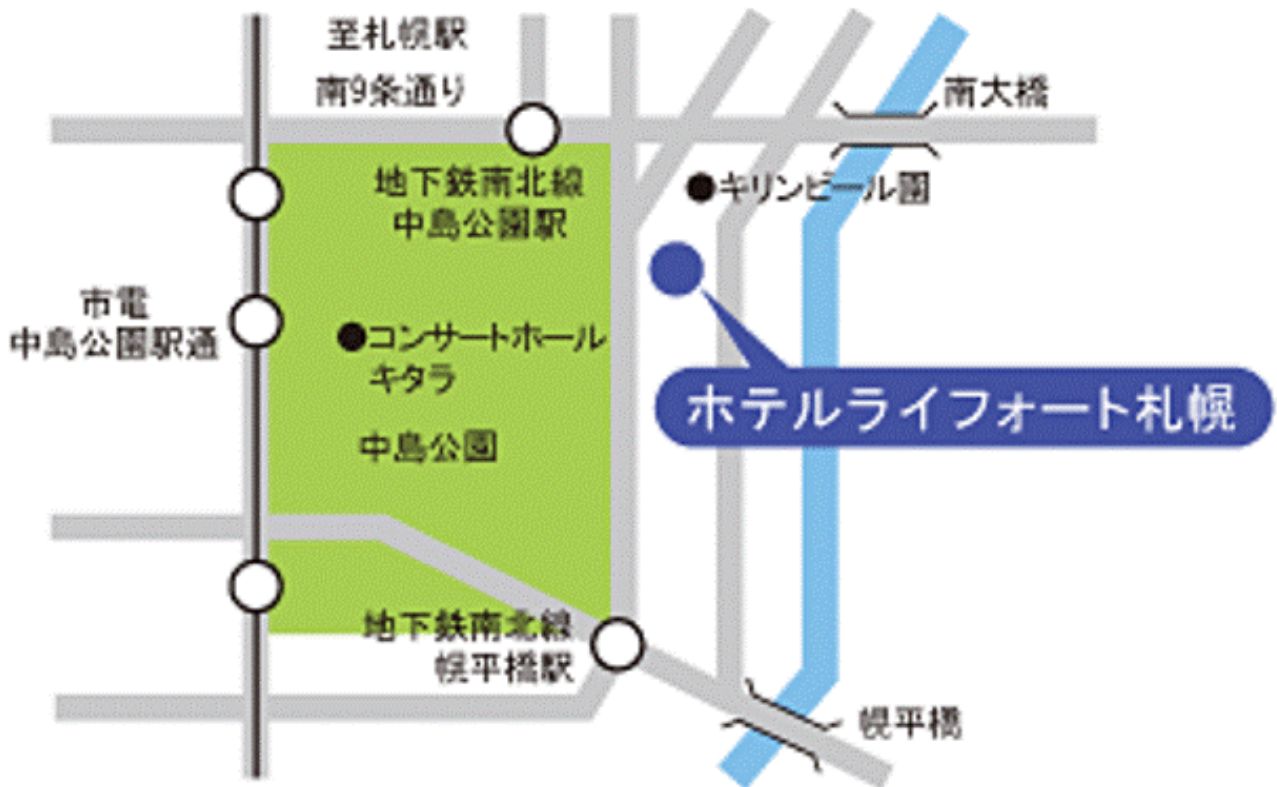 至札幌駅
南9条通り
南大橋
地下鉄南北線
中島公園駅
キリンビール園
市電
中島公園駅通
コンサートホール
キタラ
ホテルライフォート札幌
中島公園
地下鉄南北線
幌平橋駅
幌平橋